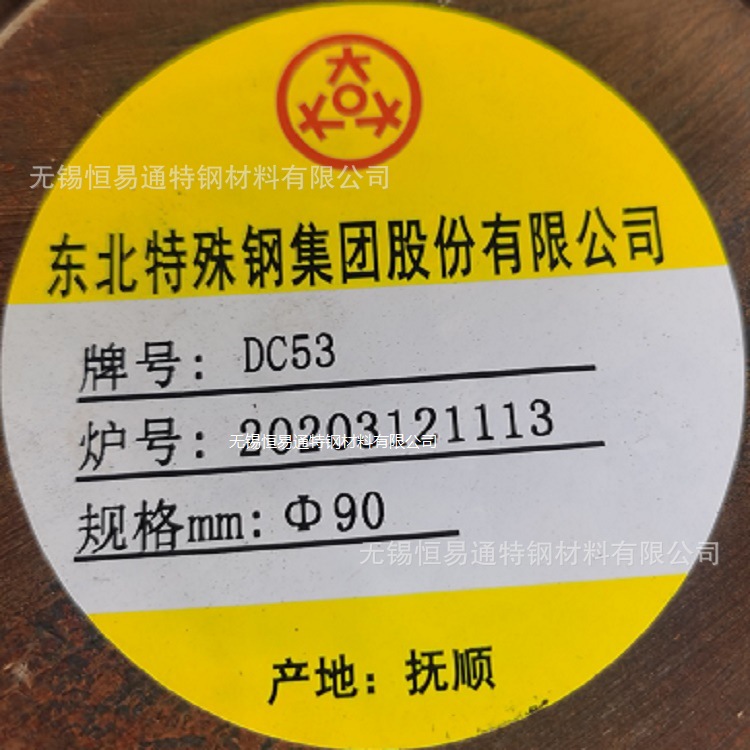 无锡恒易通特钢材料有限公司
东北特殊钢集团股份有限公司
牌号: DC53
炉号: 20203121113
无锡恒易通特钢材料有限公司
规格mm: Φ90
无锡恒易通特钢材料有限公司
产地: 抚顺